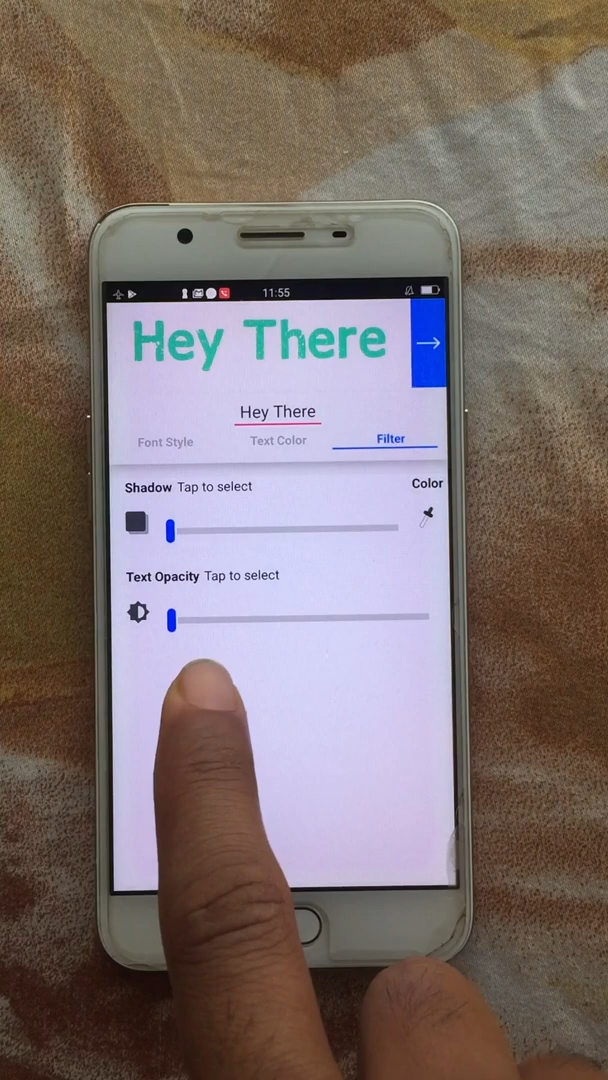 11:55
Hey There
Hey There
Font Style Text Color Filter
Shadow Tap to select Color
Text Opacity Tap to select